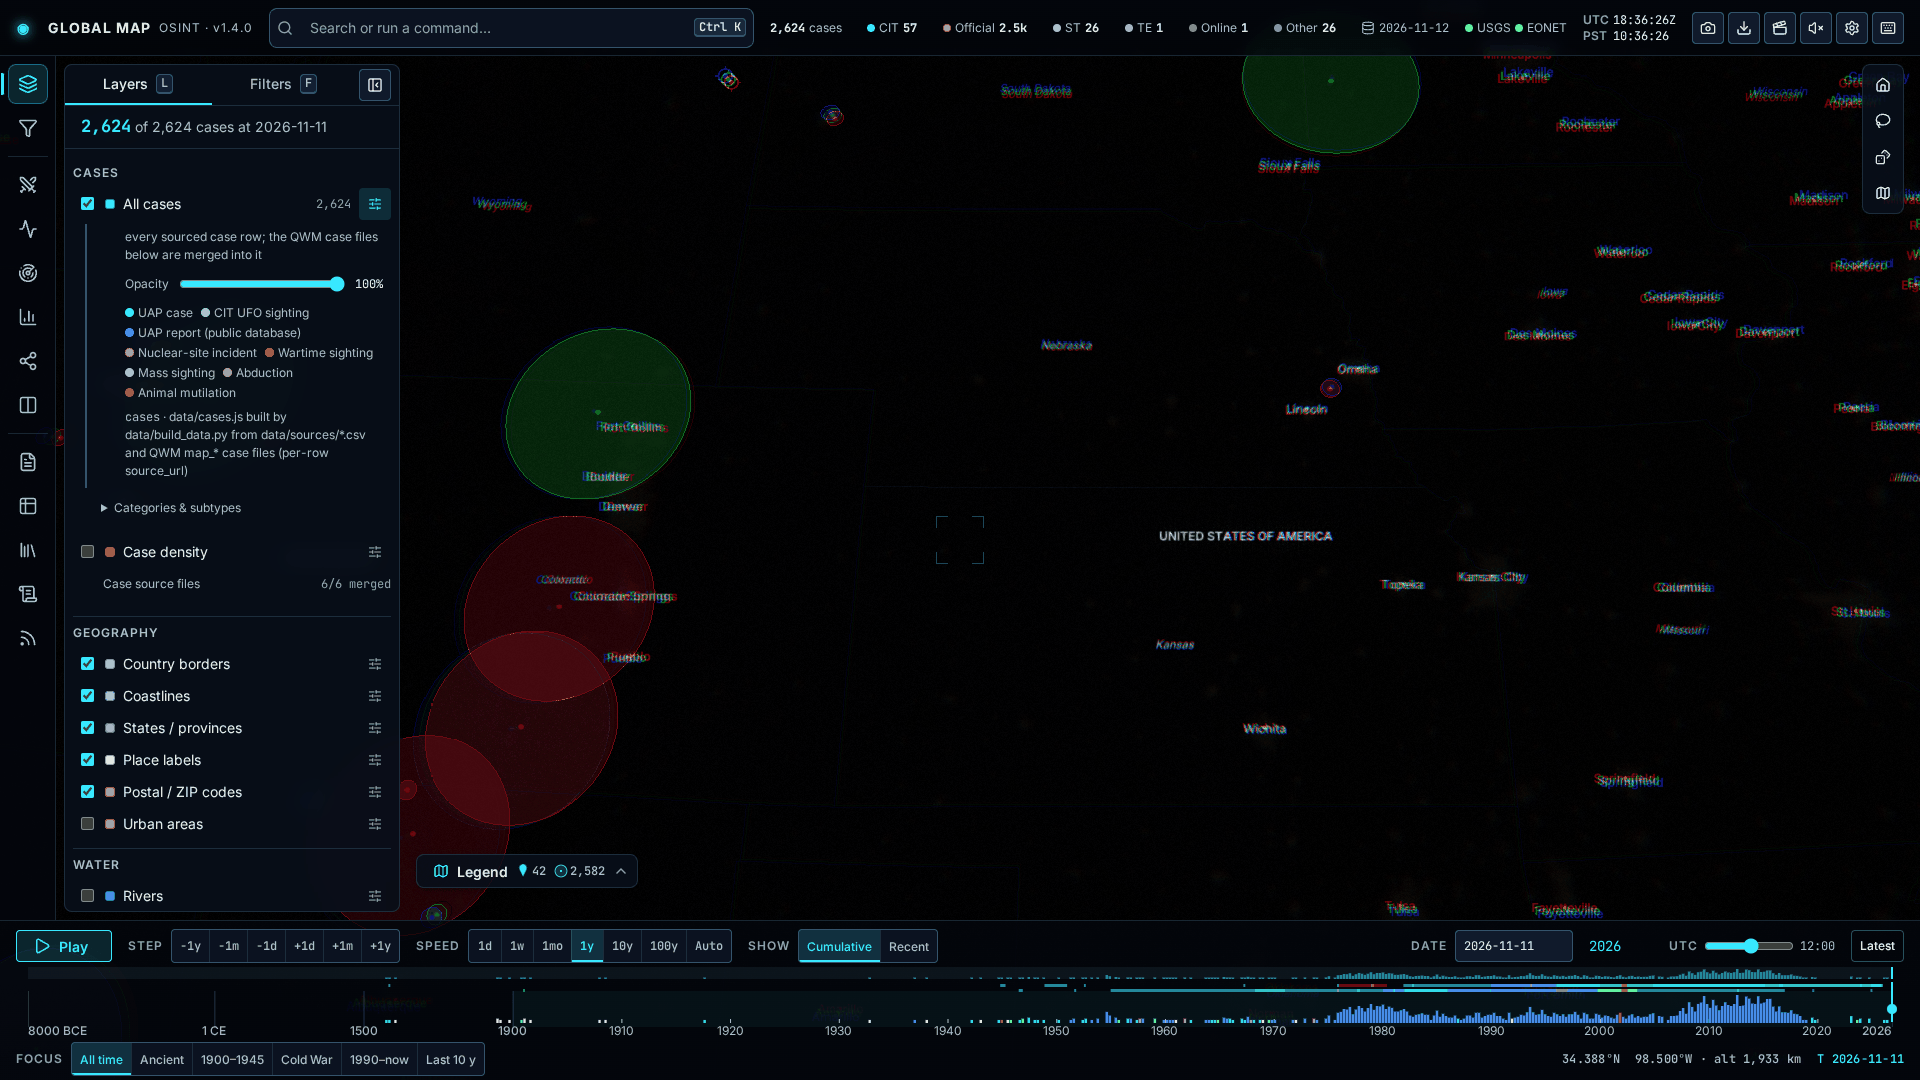 GLOBAL MAP OSINT · v1.4.0
Search or run a command... Ctrl K
2,624 cases CIT 57 Official 2.5k ST 26 TE 1 Online 1 Other 26 2026-11-12 USGS EONET
UTC 18:36:26Z
PST 10:36:26
Layers L Filters F
2,624 of 2,624 cases at 2026-11-11
CASES
All cases 2,624
every sourced case row; the QWM case files
below are merged into it
Opacity 100%
UAP case CIT UFO sighting
UAP report (public database)
Nuclear-site incident Wartime sighting
Mass sighting Abduction
Animal mutilation
cases · data/cases.js built by
data/build_data.py from data/sources/*.csv
and QWM map_* case files (per-row
source_url)
Categories & subtypes
Case density
Case source files 6/6 merged
GEOGRAPHY
Country borders
Coastlines
States / provinces
Place labels
Postal / ZIP codes
Urban areas
WATER
Rivers
South Dakota
Lakeville
Wisconsin
Rochester
Sioux Falls
Wyoming
Madison
Waterloo
Rockford
Iowa
Cedar Rapids
Iowa City
Davenport
Des Moines
Nebraska
Omaha
Lincoln
Peoria
Fort Collins
Boulder
Denver
UNITED STATES OF AMERICA
Colorado
Colorado Springs
Topeka
Kansas City
Columbia
St. Louis
Missouri
Kansas
Pueblo
Wichita
Springfield
Tulsa
Fayetteville
Legend 42 2,582
Play STEP -1y -1m -1d +1d +1m +1y SPEED 1d 1w 1mo 1y 10y 100y Auto SHOW Cumulative Recent DATE 2026-11-11 2026 UTC 12:00 Latest
8000 BCE 1 CE 1500 1900 1910 1920 1930 1940 1950 1960 1970 1980 1990 2000 2010 2020 2026
FOCUS All time Ancient 1900–1945 Cold War 1990–now Last 10 y 34.388°N 98.500°W · alt 1,933 km T 2026-11-11